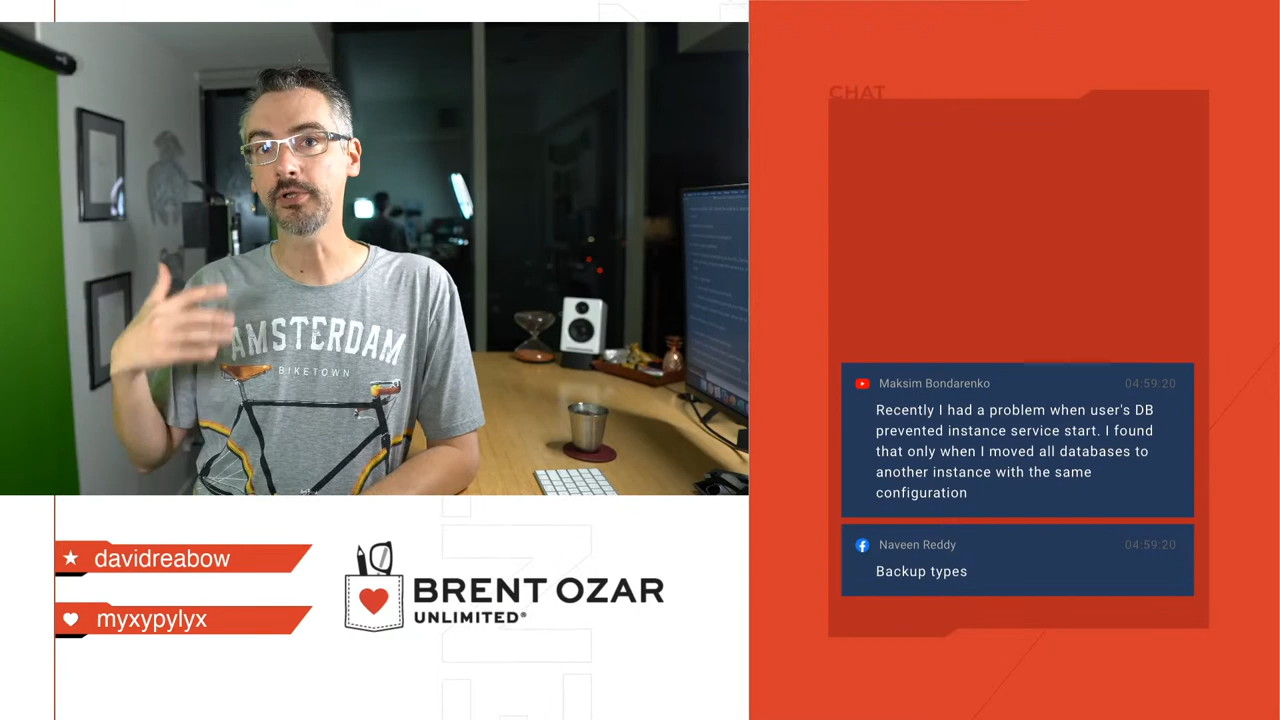 AMSTERDAM
BIKETOWN
davidreabow
myxypylyx
BRENT OZAR
UNLIMITED®
CHAT
Maksim Bondarenko 04:59:20
Recently I had a problem when user's DB
prevented instance service start. I found
that only when I moved all databases to
another instance with the same
configuration
Naveen Reddy 04:59:20
Backup types